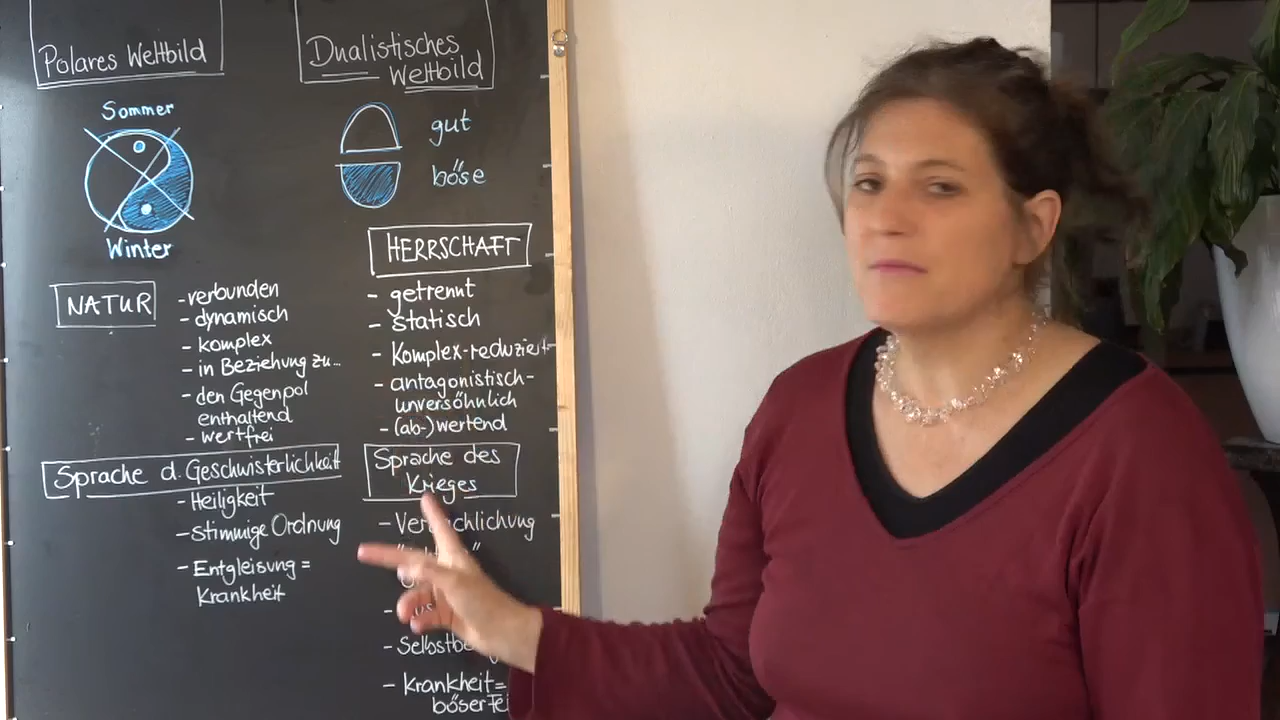 Polares Weltbild
Sommer
Winter
NATUR
- verbunden
- dynamisch
- komplex
- in Beziehung zu...
- den Gegenpol
enthaltend
- wertfrei
Sprache d. Geschwisterlichkeit
- Heiligkeit
- Stimmige Ordnung
- Entgleisung =
Krankheit
Dualistisches
Weltbild
gut
böse
HERRSCHAFT
- getrennt
- statisch
- Komplex-reduziert
- antagonistisch-
unversöhnlich
- (ab-)wertend
Sprache des
Krieges
- Krankheit=